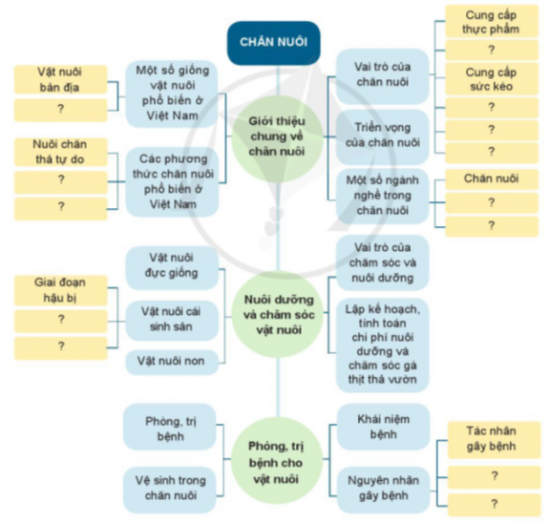 CHĂN NUÔI
Giới thiệu
chung về
chăn nuôi
Một số giống
vật nuôi
phổ biến ở
Việt Nam
Vật nuôi
bản địa
?
Các phương
thức chăn nuôi
phổ biến ở
Việt Nam
Nuôi chăn
thả tự do
?
?
Vai trò của
chăn nuôi
Cung cấp
thực phẩm
?
Cung cấp
sức kéo
?
?
?
Triển vọng
của chăn nuôi
Một số ngành
nghề trong
chăn nuôi
Chăn nuôi
?
?
Nuôi dưỡng
và chăm sóc
vật nuôi
Vật nuôi
đực giống
Vật nuôi cái
sinh sản
Giai đoạn
hậu bị
?
?
Vật nuôi non
Vai trò của
chăm sóc và
nuôi dưỡng
Lập kế hoạch,
tính toán
chi phí nuôi
dưỡng và
chăm sóc gà
thịt thả vườn
Phòng, trị
bệnh cho
vật nuôi
Phòng, trị
bệnh
Vệ sinh trong
chăn nuôi
Khái niệm
bệnh
Nguyên nhân
gây bệnh
Tác nhân
gây bệnh
?
?